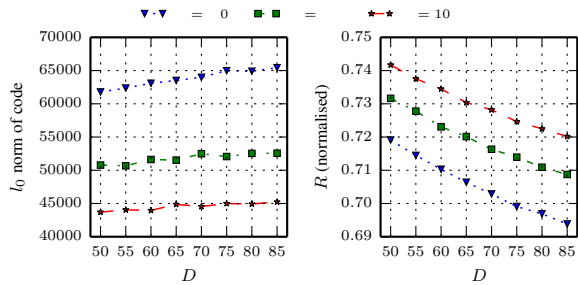 = 0 = = 10
l₀ norm of code
70000
65000
60000
55000
50000
45000
40000
50 55 60 65 70 75 80 85
D
R (normalised)
0.75
0.74
0.73
0.72
0.71
0.70
0.69
50 55 60 65 70 75 80 85
D